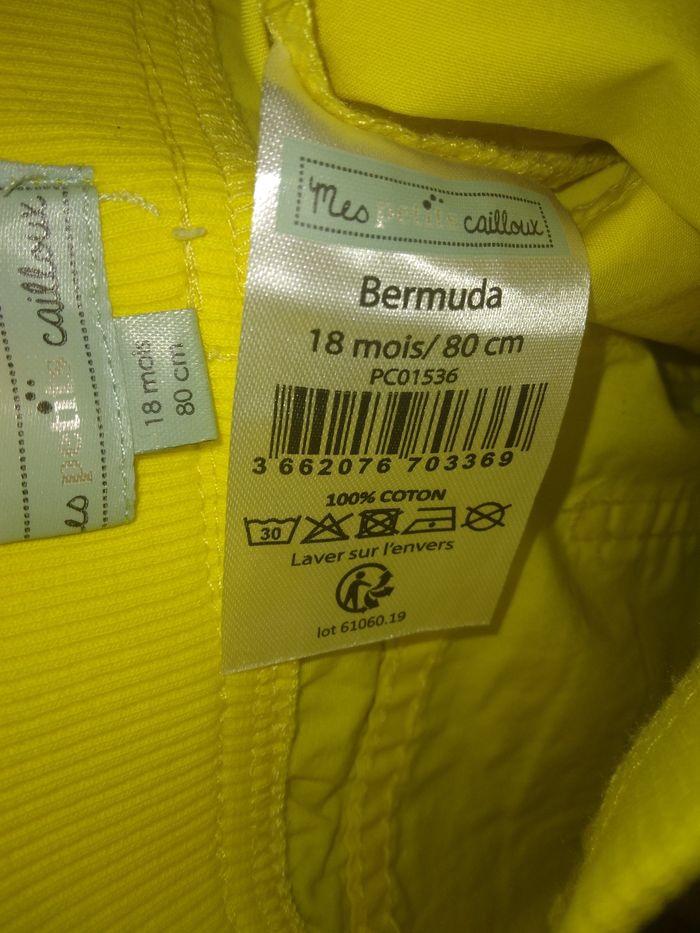 Mes petits cailloux
Bermuda
18 mois/ 80 cm
PC01536
3 662076 703369
100% COTON
30
Laver sur l'envers
lot 61060.19
es petits cailloux
18 mois
80 cm